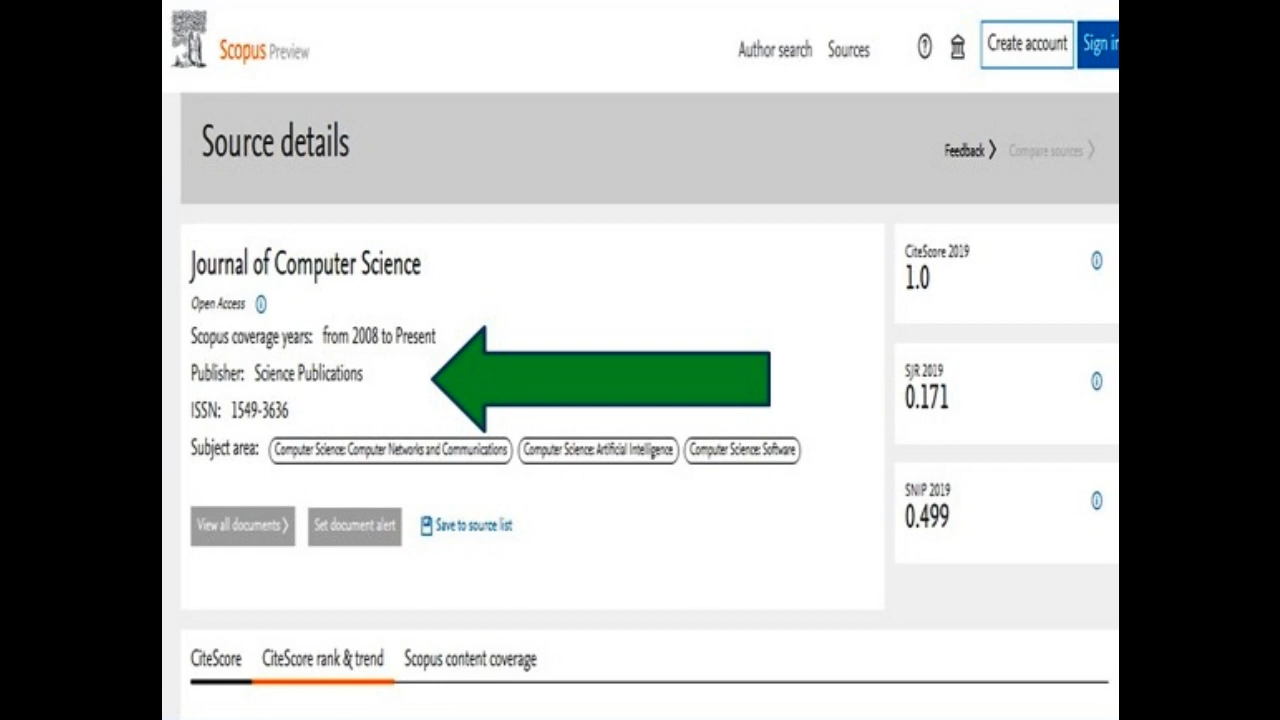 Scopus Preview
Author search Sources
Create account
Sign in
Source details
Feedback
Compare sources
Journal of Computer Science
Open Access
Scopus coverage years: from 2008 to Present
Publisher: Science Publications
ISSN: 1549-3636
Subject area: Computer Science: Computer Networks and Communications Computer Science: Artificial Intelligence Computer Science: Software
View all documents
Set document alert
Save to source list
CiteScore 2019
1.0
SJR 2019
0.171
SNIP 2019
0.499
CiteScore CiteScore rank & trend Scopus content coverage